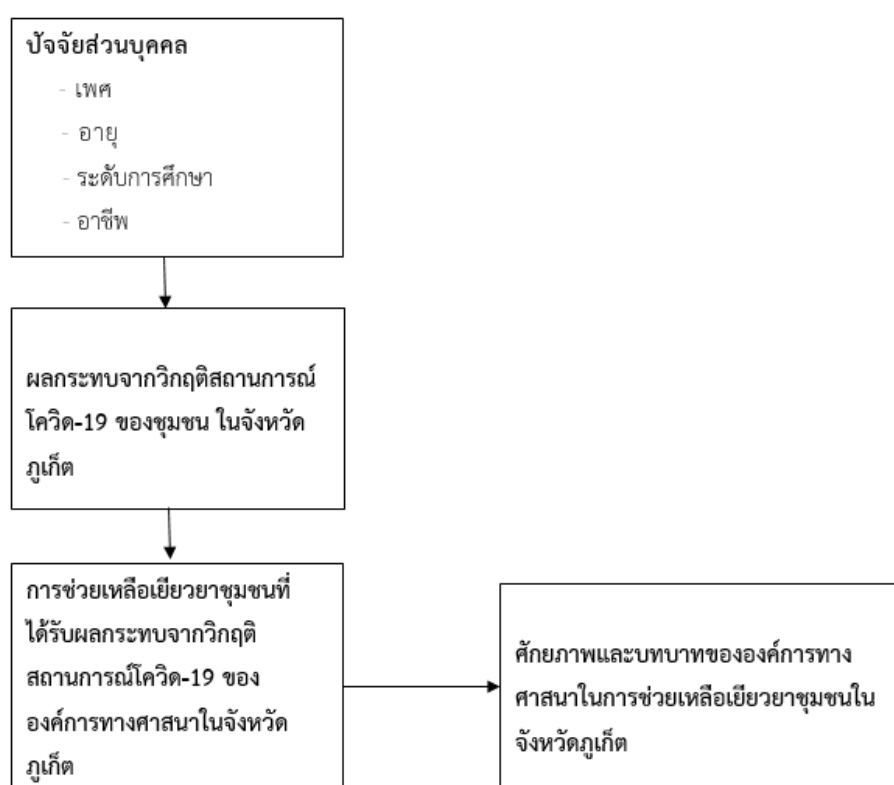 ปัจจัยส่วนบุคคล
- เพศ
- อายุ
- ระดับการศึกษา
- อาชีพ
ผลกระทบจากวิกฤติสถานการณ์
โควิด-19 ของชุมชน ในจังหวัด
ภูเก็ต
การช่วยเหลือเยียวยาชุมชนที่
ได้รับผลกระทบจากวิกฤติ
สถานการณ์โควิด-19 ของ
องค์การทางศาสนาในจังหวัด
ภูเก็ต
ศักยภาพและบทบาทขององค์การทาง
ศาสนาในการช่วยเหลือเยียวยาชุมชนใน
จังหวัดภูเก็ต